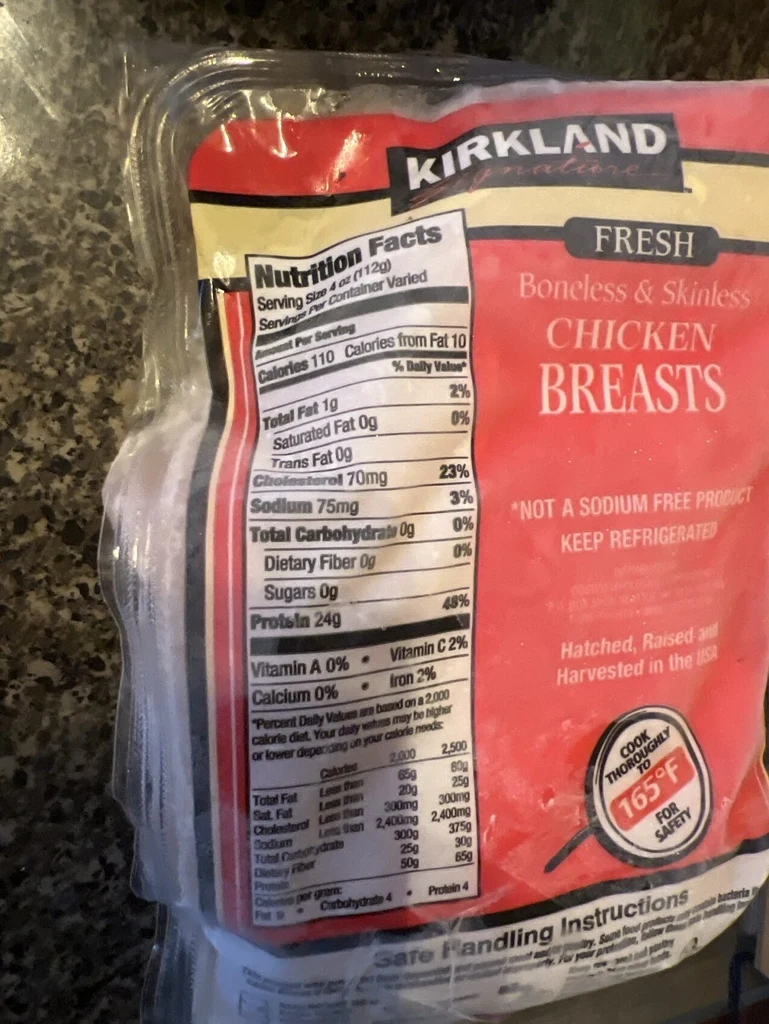 KIRKLAND
Signature
FRESH
Boneless & Skinless
CHICKEN
BREASTS
*NOT A SODIUM FREE PRODUCT
KEEP REFRIGERATED
Hatched, Raised and
Harvested in the USA
COOK
THOROUGHLY
TO
165°F
FOR
SAFETY
Nutrition Facts
Serving Size 4 oz (112g)
Servings Per Container Varied
Amount Per Serving
Calories 110 Calories from Fat 10
% Daily Value*
Total Fat 1g 2%
Saturated Fat 0g 0%
Trans Fat 0g
Cholesterol 70mg 23%
Sodium 75mg 3%
Total Carbohydrate 0g 0%
Dietary Fiber 0g 0%
Sugars 0g
Protein 24g 48%
Vitamin A 0% • Vitamin C 2%
Calcium 0% • Iron 2%
*Percent Daily Values are based on a 2,000
calorie diet. Your daily values may be higher
or lower depending on your calorie needs:
Calories 2,000 2,500
Total Fat Less than 65g 80g
Sat. Fat Less than 20g 25g
Cholesterol Less than 300mg 300mg
Sodium Less than 2,400mg 2,400mg
Total Carbohydrate 300g 375g
Dietary Fiber 25g 30g
Protein 50g 65g
Calories per gram:
Fat 9 • Carbohydrate 4 • Protein 4
Safe Handling Instructions